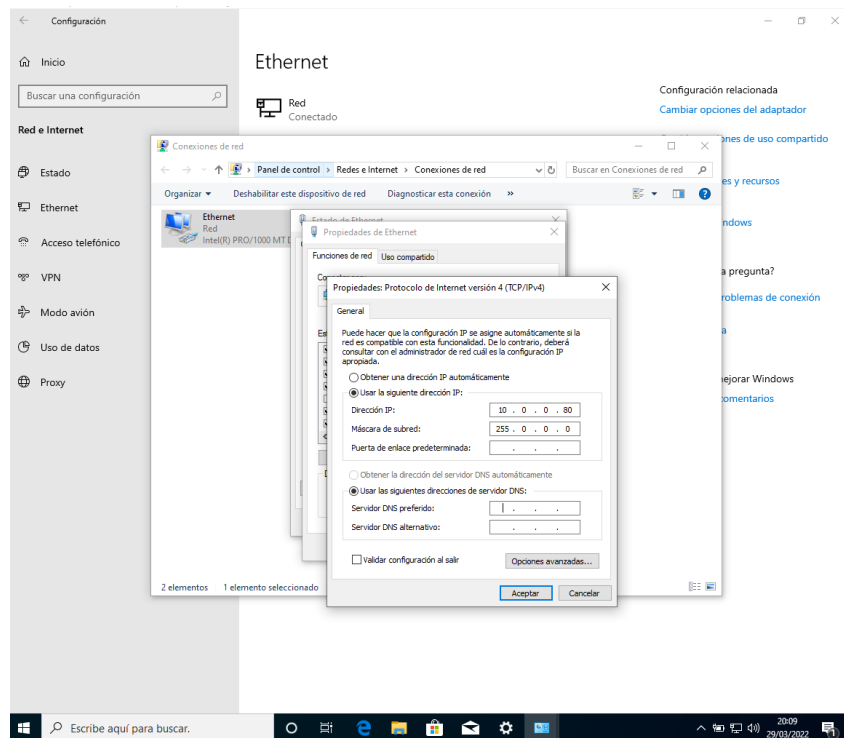 Configuración
Inicio
Buscar una configuración
Red e Internet
Estado
Ethernet
Acceso telefónico
VPN
Modo avión
Uso de datos
Proxy
Ethernet
Red
Conectado
Configuración relacionada
Cambiar opciones del adaptador
ones de uso compartido
es y recursos
ndows
a pregunta?
roblemas de conexión
a
ejorar Windows
omentarios
Conexiones de red
Panel de control
Redes e Internet
Conexiones de red
Buscar en Conexiones de red
Organizar
Deshabilitar este dispositivo de red
Diagnosticar esta conexión
»
Ethernet
Red
Intel(R) PRO/1000 MT D
Estado de Ethernet
Propiedades de Ethernet
Funciones de red
Uso compartido
Propiedades: Protocolo de Internet versión 4 (TCP/IPv4)
General
Puede hacer que la configuración IP se asigne automáticamente si la
red es compatible con esta funcionalidad. De lo contrario, deberá
consultar con el administrador de red cuál es la configuración IP
apropiada.
Obtener una dirección IP automáticamente
Usar la siguiente dirección IP:
Dirección IP: 10 . 0 . 0 . 80
Máscara de subred: 255 . 0 . 0 . 0
Puerta de enlace predeterminada: . . .
Obtener la dirección del servidor DNS automáticamente
Usar las siguientes direcciones de servidor DNS:
Servidor DNS preferido: . . .
Servidor DNS alternativo: . . .
Validar configuración al salir
Opciones avanzadas...
Aceptar
Cancelar
2 elementos
1 elemento seleccionado
Escribe aquí para buscar.
20:09
29/03/2022
1